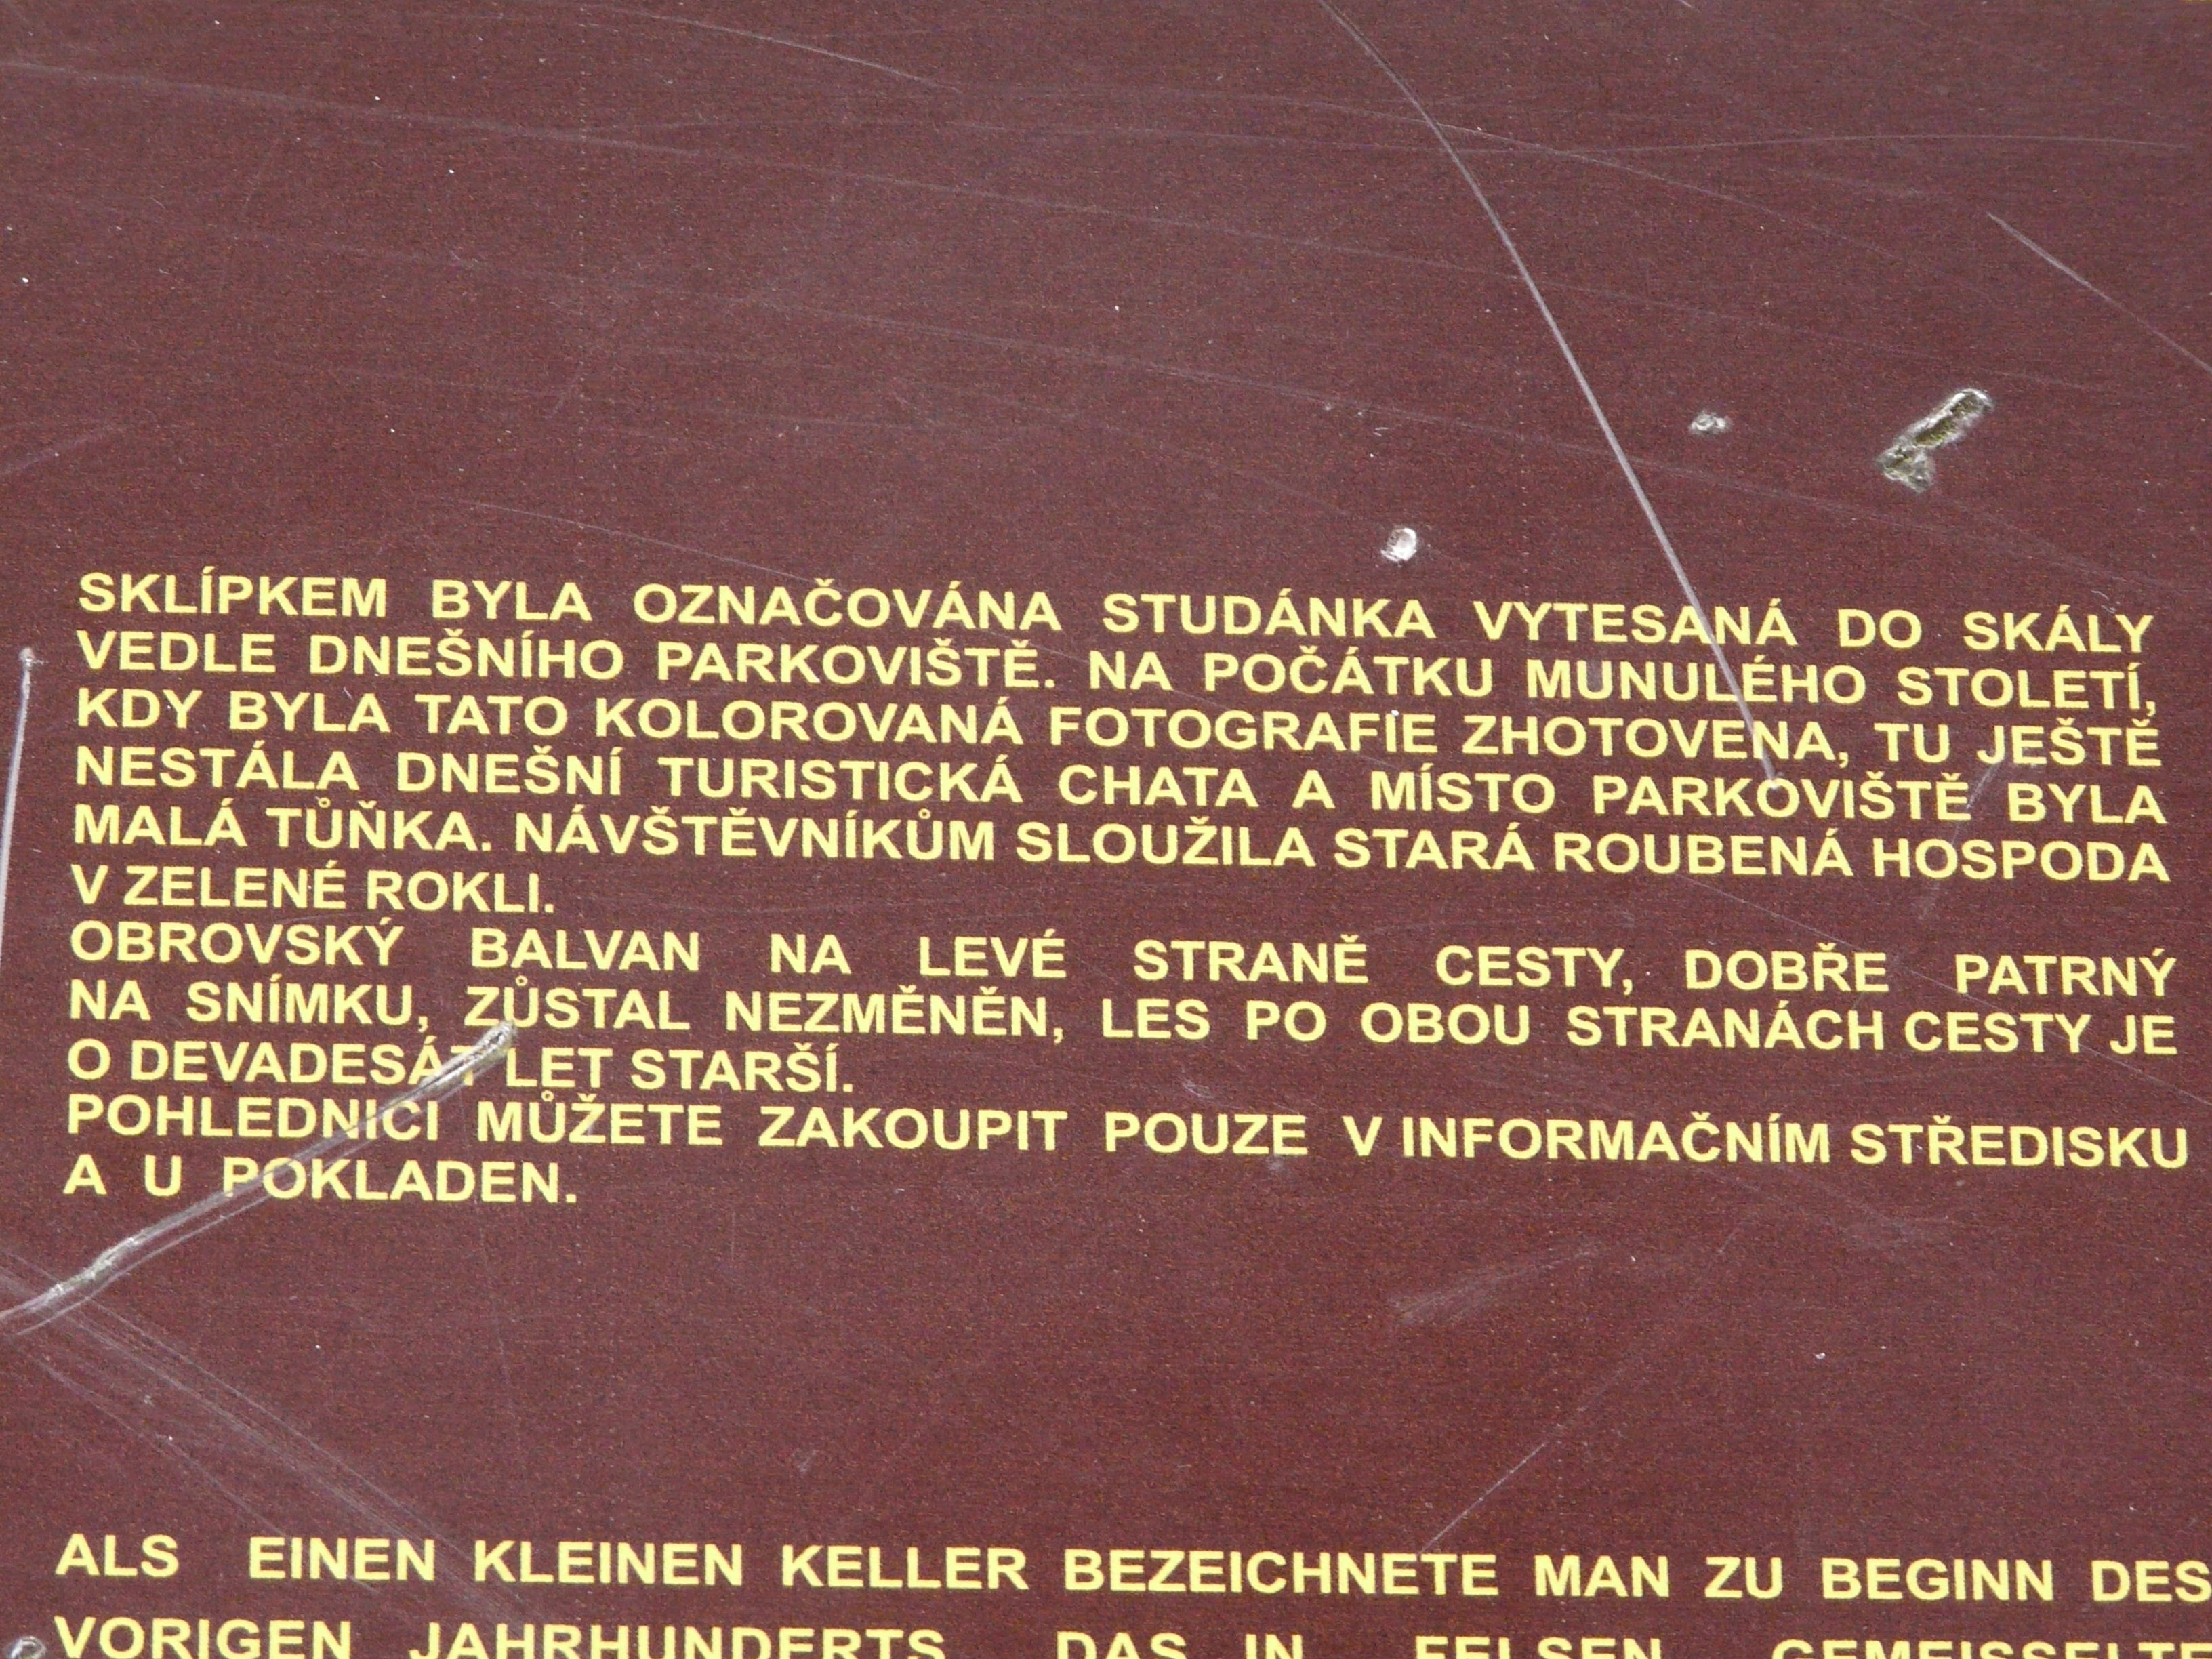 SKLÍPKEM BYLA OZNAČOVÁNA STUDÁNKA VYTESANÁ DO SKÁLY
VEDLE DNEŠNÍHO PARKOVIŠTĚ. NA POČÁTKU MUNULÉHO STOLETÍ,
KDY BYLA TATO KOLOROVANÁ FOTOGRAFIE ZHOTOVENA, TU JEŠTĚ
NESTÁLA DNEŠNÍ TURISTICKÁ CHATA A MÍSTO PARKOVIŠTĚ BYLA
MALÁ TŮŇKA. NÁVŠTĚVNÍKŮM SLOUŽILA STARÁ ROUBENÁ HOSPODA
V ZELENÉ ROKLI.
OBROVSKÝ BALVAN NA LEVÉ STRANĚ CESTY, DOBŘE PATRNÝ
NA SNÍMKU, ZŮSTAL NEZMĚNĚN, LES PO OBOU STRANÁCH CESTY JE
O DEVADESÁT LET STARŠÍ.
POHLEDNICI MŮŽETE ZAKOUPIT POUZE V INFORMAČNÍM STŘEDISKU
A U POKLADEN.
ALS EINEN KLEINEN KELLER BEZEICHNETE MAN ZU BEGINN DES
VORIGEN JAHRHUNDERTS DAS IN FELSEN GEMEISSELTE